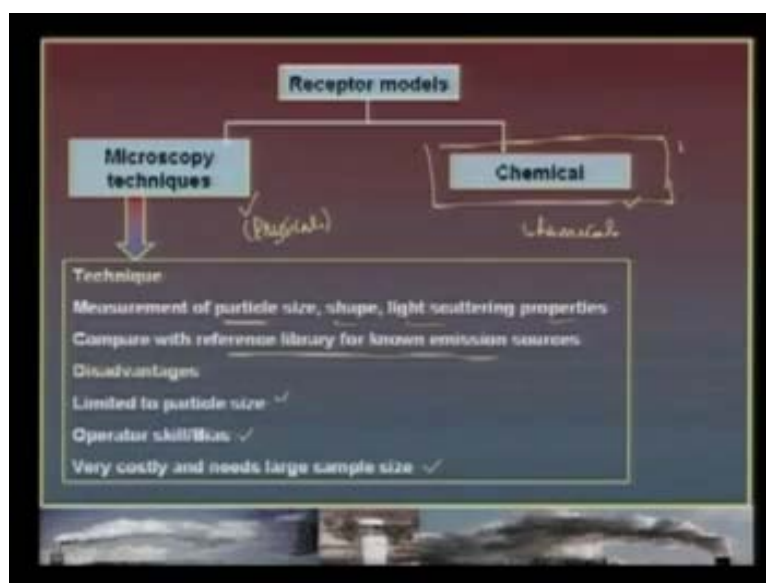 Receptor models
Microscopy
techniques
Chemical
(Physical)
Chemical
Technique
Measurement of particle size, shape, light scattering properties
Compare with reference library for known emission sources
Disadvantages
Limited to particle size
Operator skill/Bias
Very costly and needs large sample size